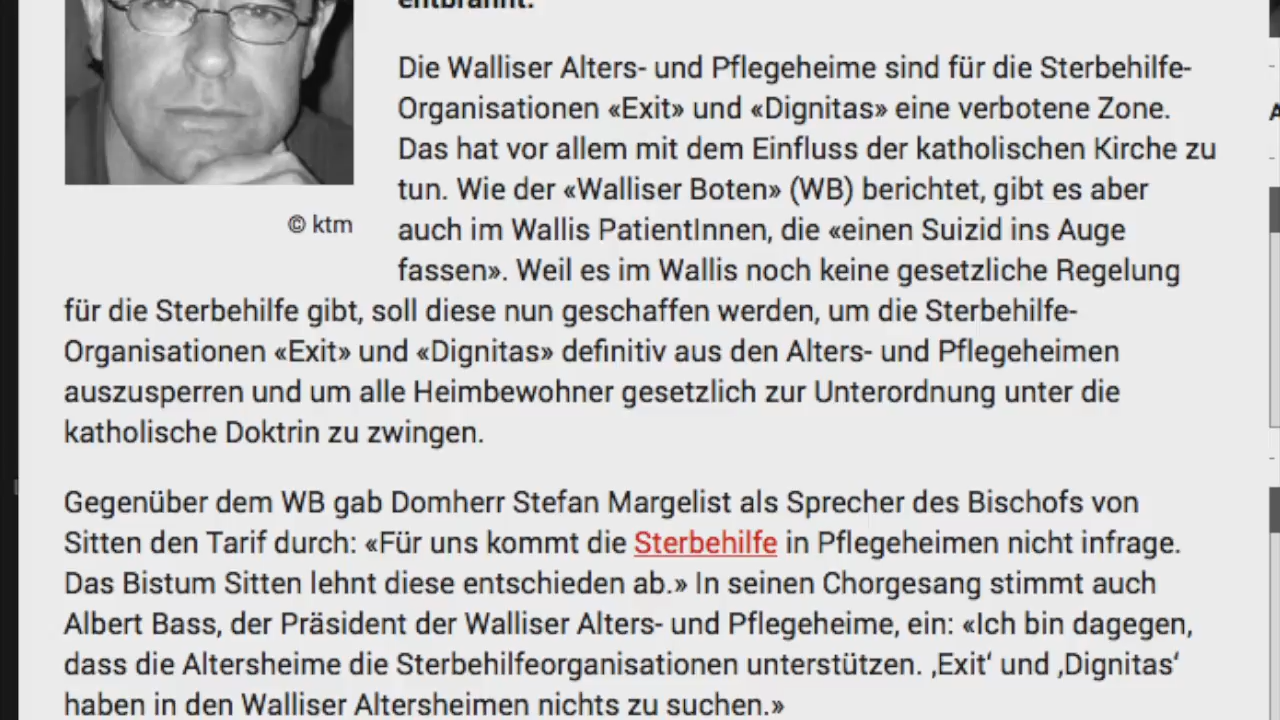 entbrannt.
Die Walliser Alters- und Pflegeheime sind für die Sterbehilfe-
Organisationen «Exit» und «Dignitas» eine verbotene Zone.
Das hat vor allem mit dem Einfluss der katholischen Kirche zu
tun. Wie der «Walliser Boten» (WB) berichtet, gibt es aber
auch im Wallis PatientInnen, die «einen Suizid ins Auge
fassen». Weil es im Wallis noch keine gesetzliche Regelung
© ktm
für die Sterbehilfe gibt, soll diese nun geschaffen werden, um die Sterbehilfe-
Organisationen «Exit» und «Dignitas» definitiv aus den Alters- und Pflegeheimen
auszusperren und um alle Heimbewohner gesetzlich zur Unterordnung unter die
katholische Doktrin zu zwingen.
Gegenüber dem WB gab Domherr Stefan Margelist als Sprecher des Bischofs von
Sitten den Tarif durch: «Für uns kommt die Sterbehilfe in Pflegeheimen nicht infrage.
Das Bistum Sitten lehnt diese entschieden ab.» In seinen Chorgesang stimmt auch
Albert Bass, der Präsident der Walliser Alters- und Pflegeheime, ein: «Ich bin dagegen,
dass die Altersheime die Sterbehilfeorganisationen unterstützen. ‚Exit‘ und ‚Dignitas‘
haben in den Walliser Altersheimen nichts zu suchen.»